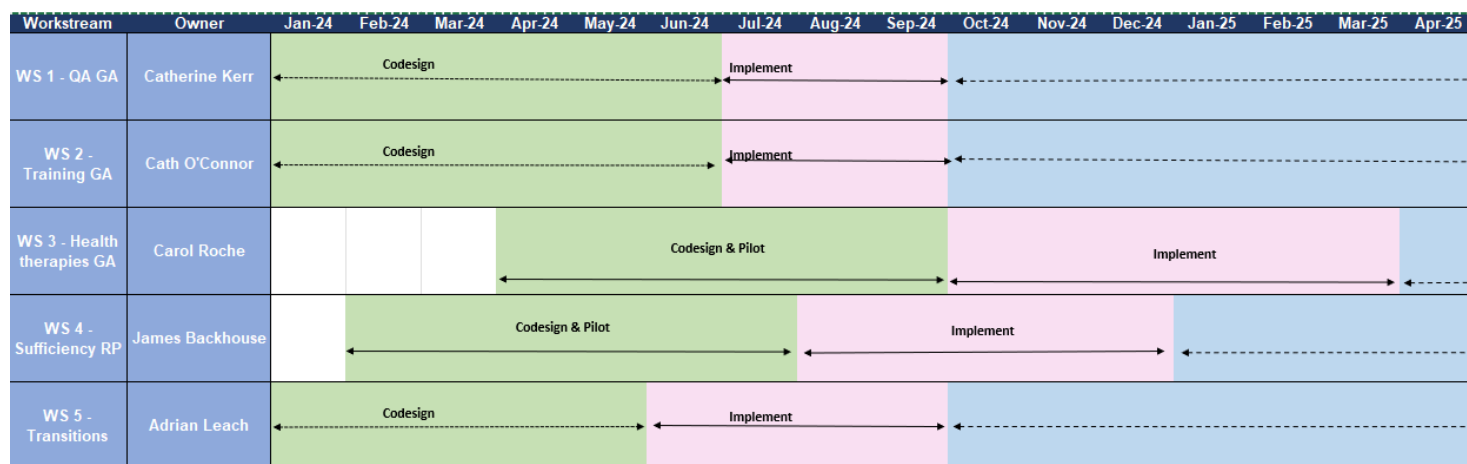 Workstream Owner Jan-24 Feb-24 Mar-24 Apr-24 May-24 Jun-24 Jul-24 Aug-24 Sep-24 Oct-24 Nov-24 Dec-24 Jan-25 Feb-25 Mar-25 Apr-25
WS 1 - QA GA Catherine Kerr Codesign Implement
WS 2 -
Training GA Cath O'Connor Codesign Implement
WS 3 - Health
therapies GA Carol Roche Codesign & Pilot Implement
WS 4 -
Sufficiency RP James Backhouse Codesign & Pilot Implement
WS 5 -
Transitions Adrian Leach Codesign Implement